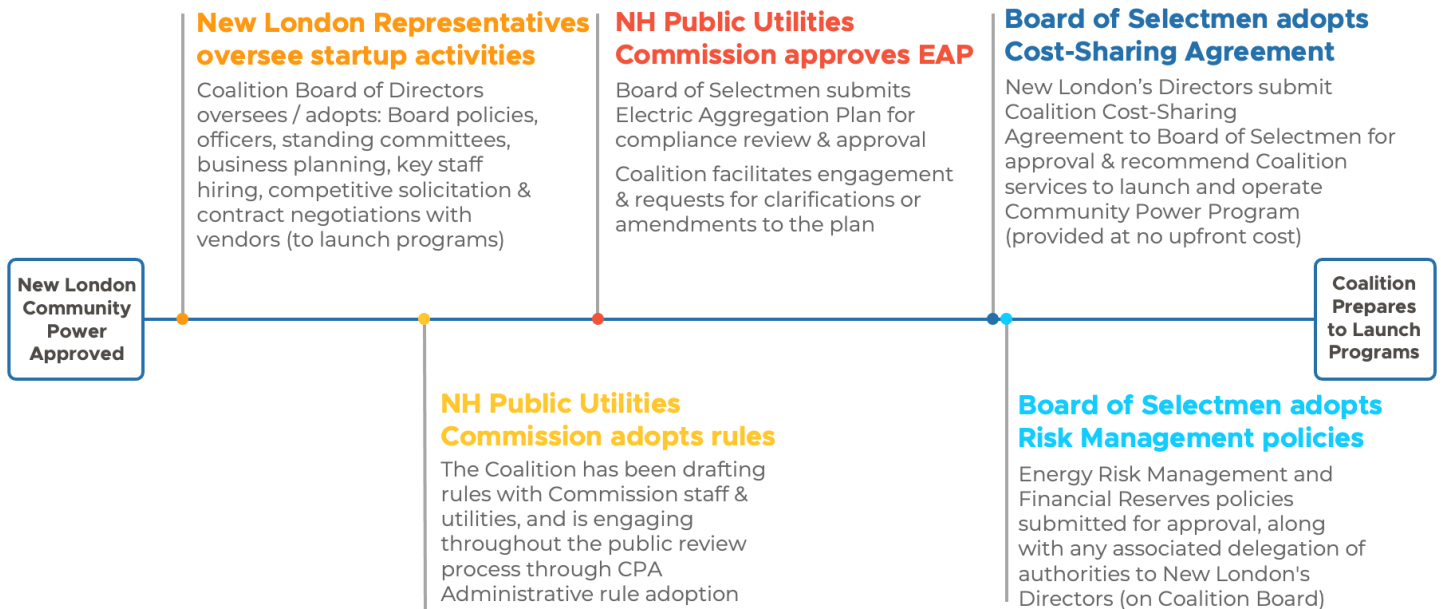 New London Representatives
oversee startup activities
Coalition Board of Directors
oversees / adopts: Board policies,
officers, standing committees,
business planning, key staff
hiring, competitive solicitation &
contract negotiations with
vendors (to launch programs)
NH Public Utilities
Commission approves EAP
Board of Selectmen submits
Electric Aggregation Plan for
compliance review & approval
Coalition facilitates engagement
& requests for clarifications or
amendments to the plan
Board of Selectmen adopts
Cost-Sharing Agreement
New London’s Directors submit
Coalition Cost-Sharing
Agreement to Board of Selectmen for
approval & recommend Coalition
services to launch and operate
Community Power Program
(provided at no upfront cost)
New London
Community
Power
Approved
Coalition
Prepares
to Launch
Programs
NH Public Utilities
Commission adopts rules
The Coalition has been drafting
rules with Commission staff &
utilities, and is engaging
throughout the public review
process through CPA
Administrative rule adoption
Board of Selectmen adopts
Risk Management policies
Energy Risk Management and
Financial Reserves policies
submitted for approval, along
with any associated delegation of
authorities to New London's
Directors (on Coalition Board)